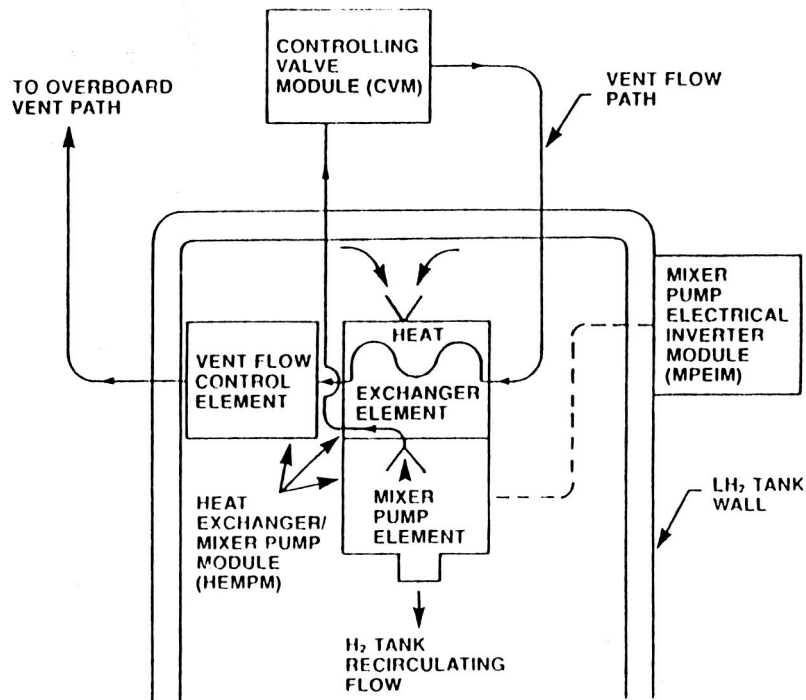 CONTROLLING
VALVE
MODULE (CVM)
TO OVERBOARD
VENT PATH
VENT FLOW
PATH
MIXER
PUMP
ELECTRICAL
INVERTER
MODULE
(MPEIM)
HEAT
EXCHANGER
ELEMENT
VENT FLOW
CONTROL
ELEMENT
MIXER
PUMP
ELEMENT
HEAT
EXCHANGER/
MIXER PUMP
MODULE
(HEMPM)
LH₂ TANK
WALL
H₂ TANK
RECIRCULATING
FLOW